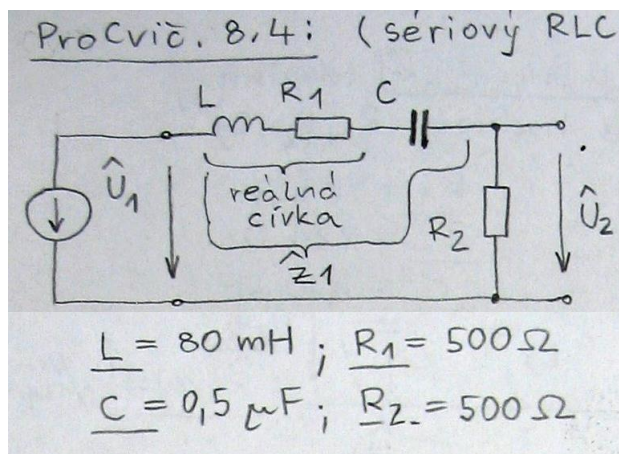 ProCvič. 8.4: (sériový RLC
L R1 C
Û1 reálná cívka R2 Û2
ẑ1
L = 80 mH ; R1 = 500 Ω
C = 0,5 μF ; R2 = 500 Ω